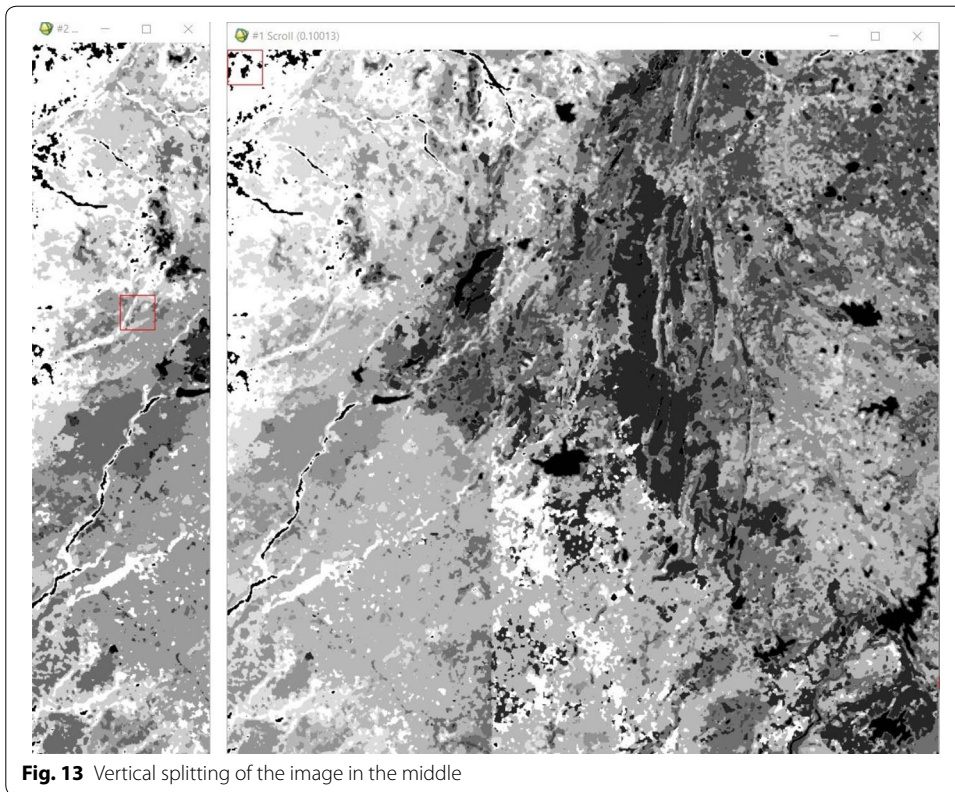 #2 ...
#1 Scroll (0.10013)
Fig. 13 Vertical splitting of the image in the middle